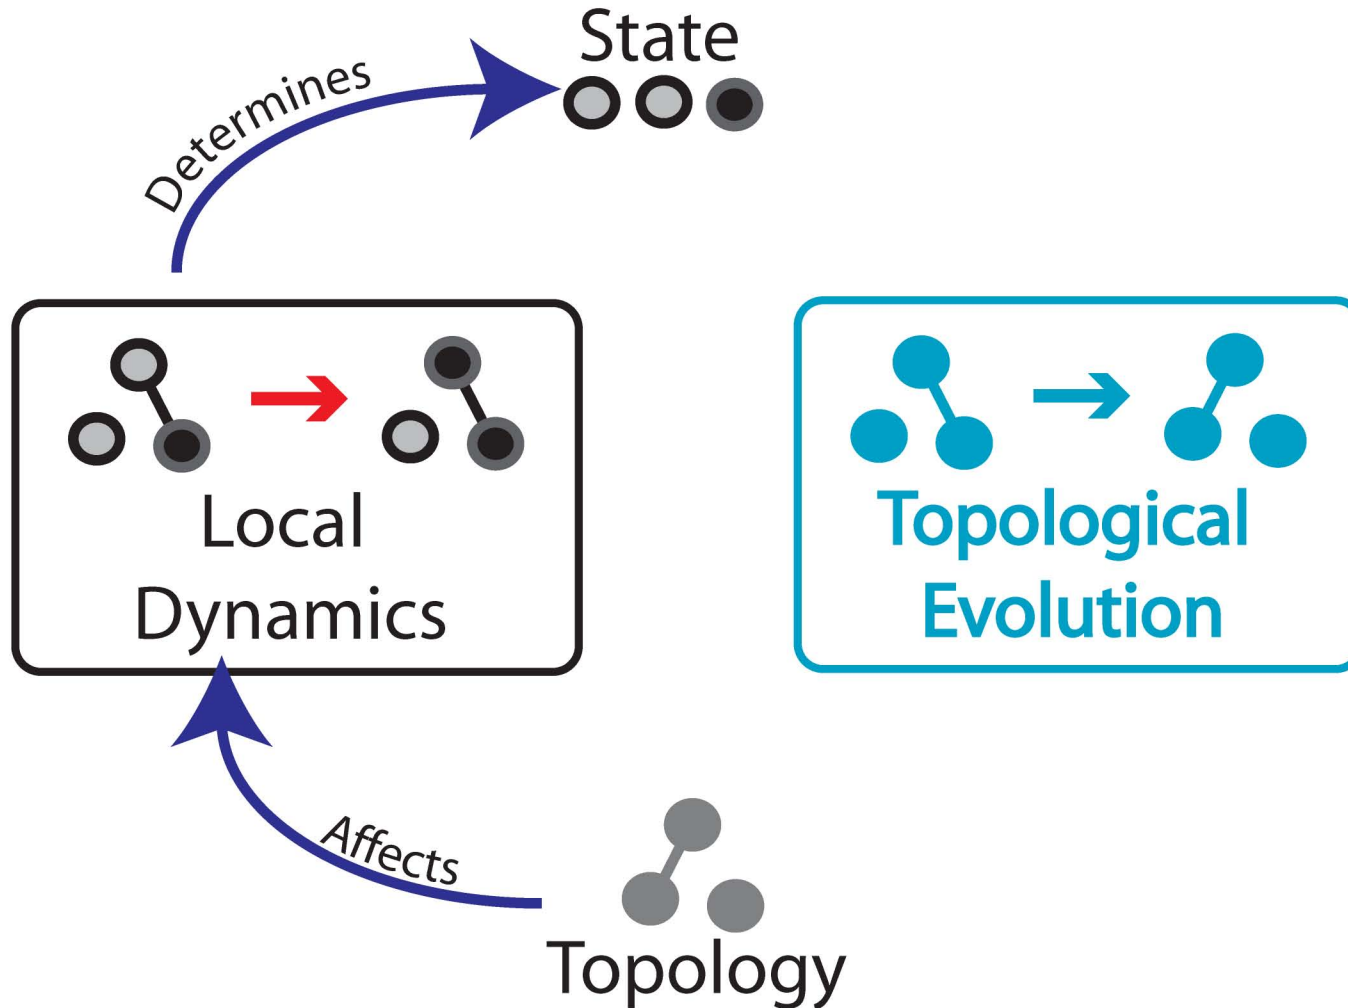 State
Determines
Local
Dynamics
Topological
Evolution
Affects
Topology